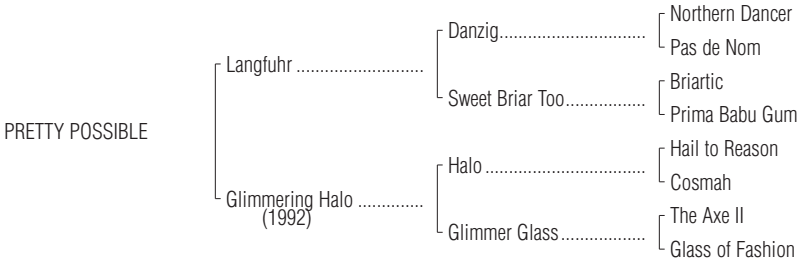 Northern Dancer
Danzig..............................
Pas de Nom
Langfuhr ..........................
Briartic
Sweet Briar Too.................
Prima Babu Gum
PRETTY POSSIBLE
Hail to Reason
Halo .................................
Cosmah
Glimmering Halo ..............
(1992)
The Axe II
Glimmer Glass..................
Glass of Fashion